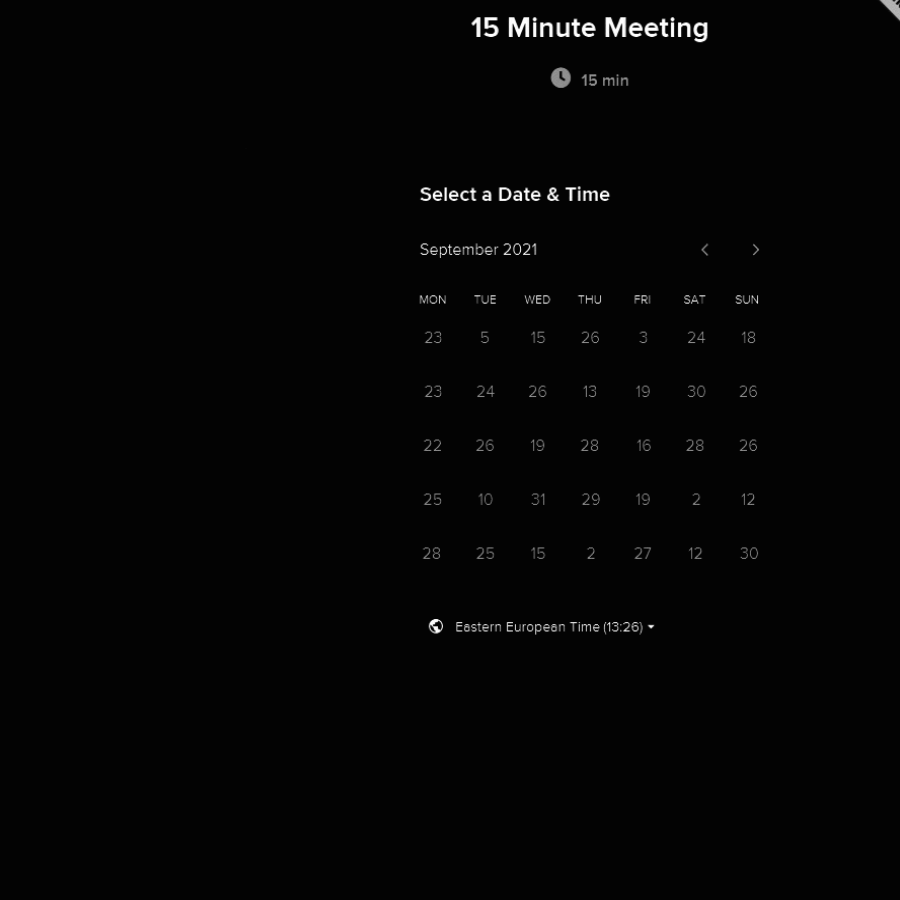 15 Minute Meeting
15 min
Select a Date & Time
September 2021
MON TUE WED THU FRI SAT SUN
23 5 15 26 3 24 18
23 24 26 13 19 30 26
22 26 19 28 16 28 26
25 10 31 29 19 2 12
28 25 15 2 27 12 30
Eastern European Time (13:26)